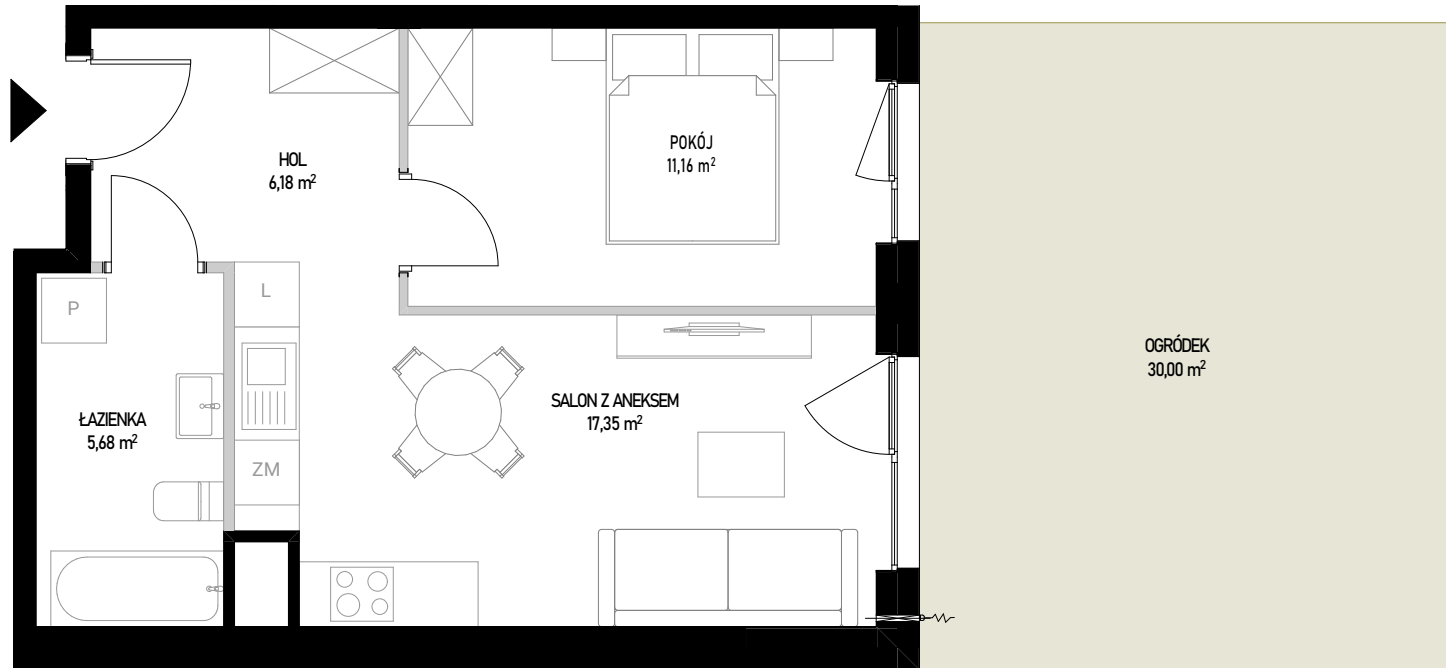 HOL
6,18 m²
POKÓJ
11,16 m²
L
P
ŁAZIENKA
5,68 m²
SALON Z ANEKSEM
17,35 m²
ZM
OGRÓDEK
30,00 m²